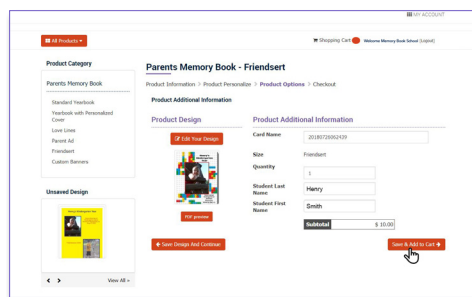 MY ACCOUNT
All Products
Shopping Cart Welcome Memory Book School (Logout)
Product Category
Parents Memory Book
Standard Yearbook
Yearbook with Personalized
Cover
Love Lines
Parent Ad
Friendsert
Custom Banners
Unsaved Design
View All »
Parents Memory Book - Friendsert
Product Information > Product Personalize > Product Options > Checkout
Product Additional Information
Product Design
Edit Your Design
PDF preview
Save Design And Continue
Product Additional Information
Card Name 20180726062439
Size Friendsert
Quantity 1
Student Last
Name Henry
Student First
Name Smith
Subtotal $ 10.00
Save & Add to Cart